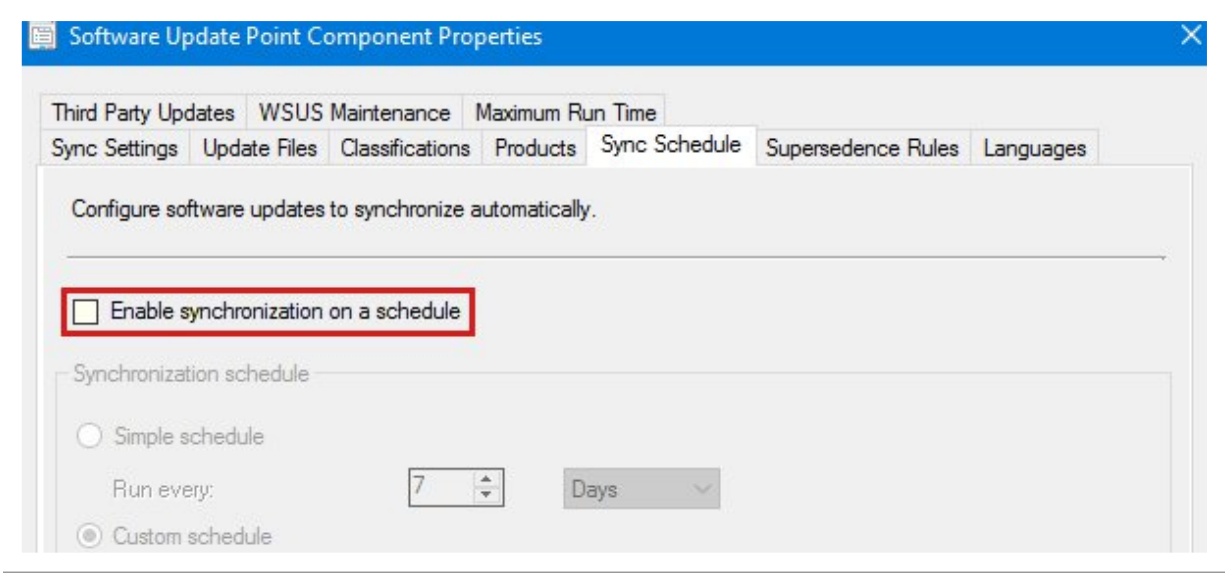 Software Update Point Component Properties
Third Party Updates WSUS Maintenance Maximum Run Time
Sync Settings Update Files Classifications Products Sync Schedule Supersedence Rules Languages
Configure software updates to synchronize automatically.
Enable synchronization on a schedule
Synchronization schedule
Simple schedule
Run every: 7 Days
Custom schedule